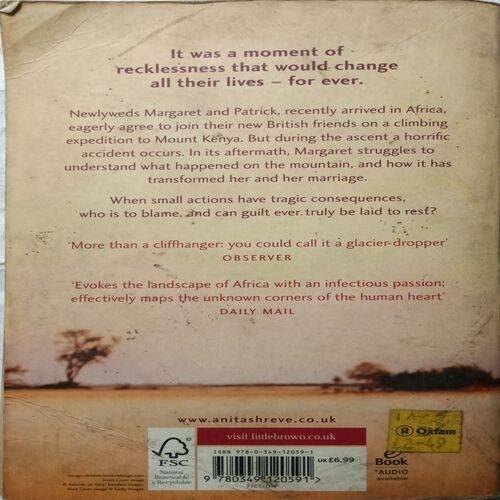 It was a moment of
recklessness that would change
all their lives – for ever.
Newlyweds Margaret and Patrick, recently arrived in Africa,
eagerly agree to join their new British friends on a climbing
expedition to Mount Kenya. But during the ascent a horrific
accident occurs. In its aftermath, Margaret struggles to
understand what happened on the mountain, and how it has
transformed her and her marriage.
When small actions have tragic consequences,
who is to blame, and can guilt ever truly be laid to rest?
‘More than a cliffhanger: you could call it a glacier-dropper’
OBSERVER
‘Evokes the landscape of Africa with an infectious passion;
effectively maps the unknown corners of the human heart’
DAILY MAIL
www.anitashreve.co.uk
visit littlebrown.co.uk
FSC
Natural
Renewable
Recyclable
ISBN 978-0-349-12059-1
9 780349 120591 >
FICTION
UK £6.99
Oxfam
£2-49
e
Book
AUDIO
available